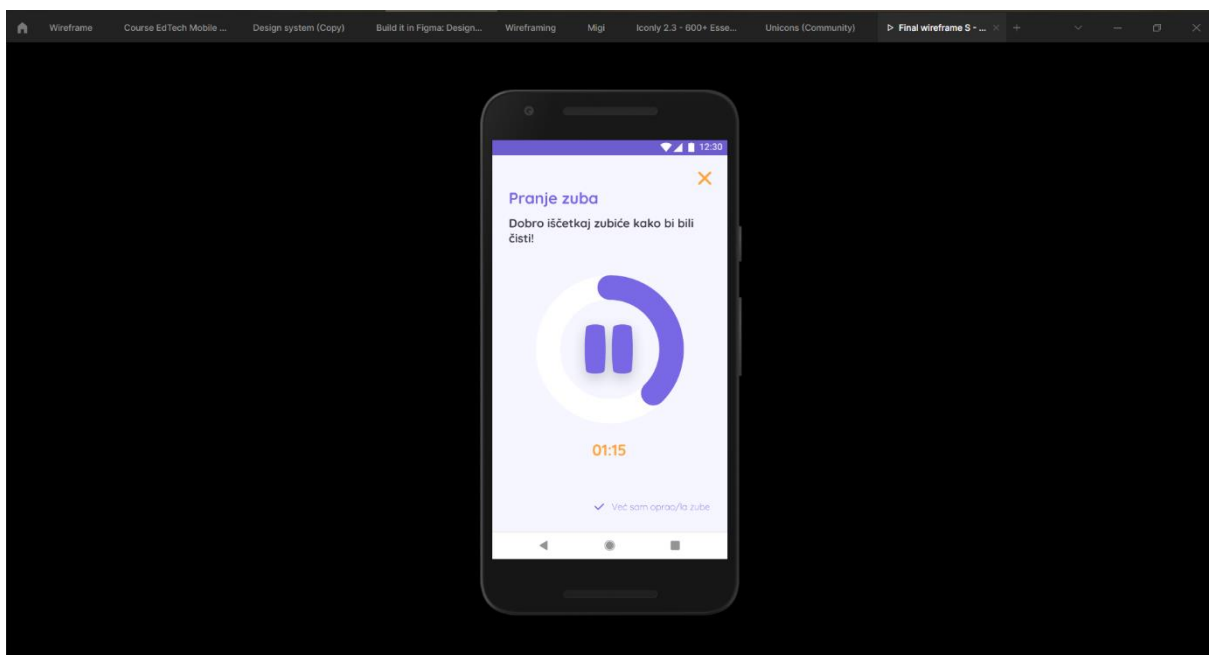 Wireframe
Course EdTech Mobile ...
Design system (Copy)
Build it in Figma: Design...
Wireframing
Migi
Iconly 2.3 - 600+ Esse...
Unicons (Community)
Final wireframe S - ...
12:30
Pranje zuba
Dobro iščetkaj zubiće kako bi bili
čisti!
01:15
Već sam oprao/la zube